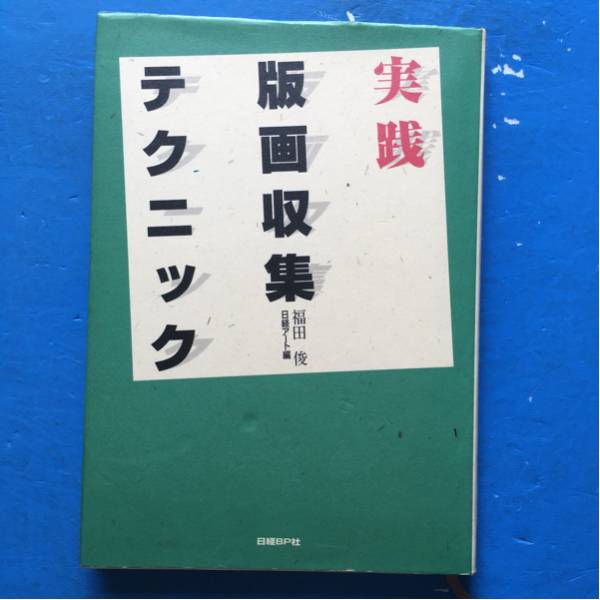 実践
版画収集
テクニック
福田 俊
日経アート編
日経BP社